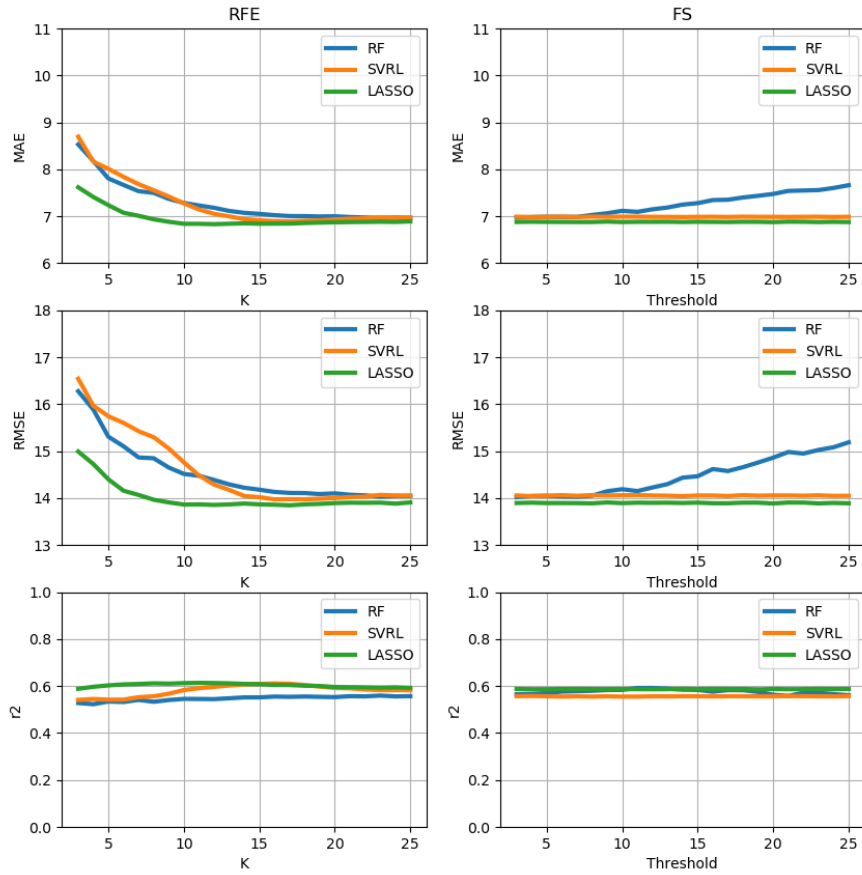 RFE
FS
11
10
9
8
7
6
MAE
5
10
15
20
25
K
RF
SVRL
LASSO
11
10
9
8
7
6
MAE
5
10
15
20
25
Threshold
RF
SVRL
LASSO
18
17
16
15
14
13
RMSE
5
10
15
20
25
K
RF
SVRL
LASSO
18
17
16
15
14
13
RMSE
5
10
15
20
25
Threshold
RF
SVRL
LASSO
1.0
0.8
0.6
0.4
0.2
0.0
r2
5
10
15
20
25
K
RF
SVRL
LASSO
1.0
0.8
0.6
0.4
0.2
0.0
r2
5
10
15
20
25
Threshold
RF
SVRL
LASSO